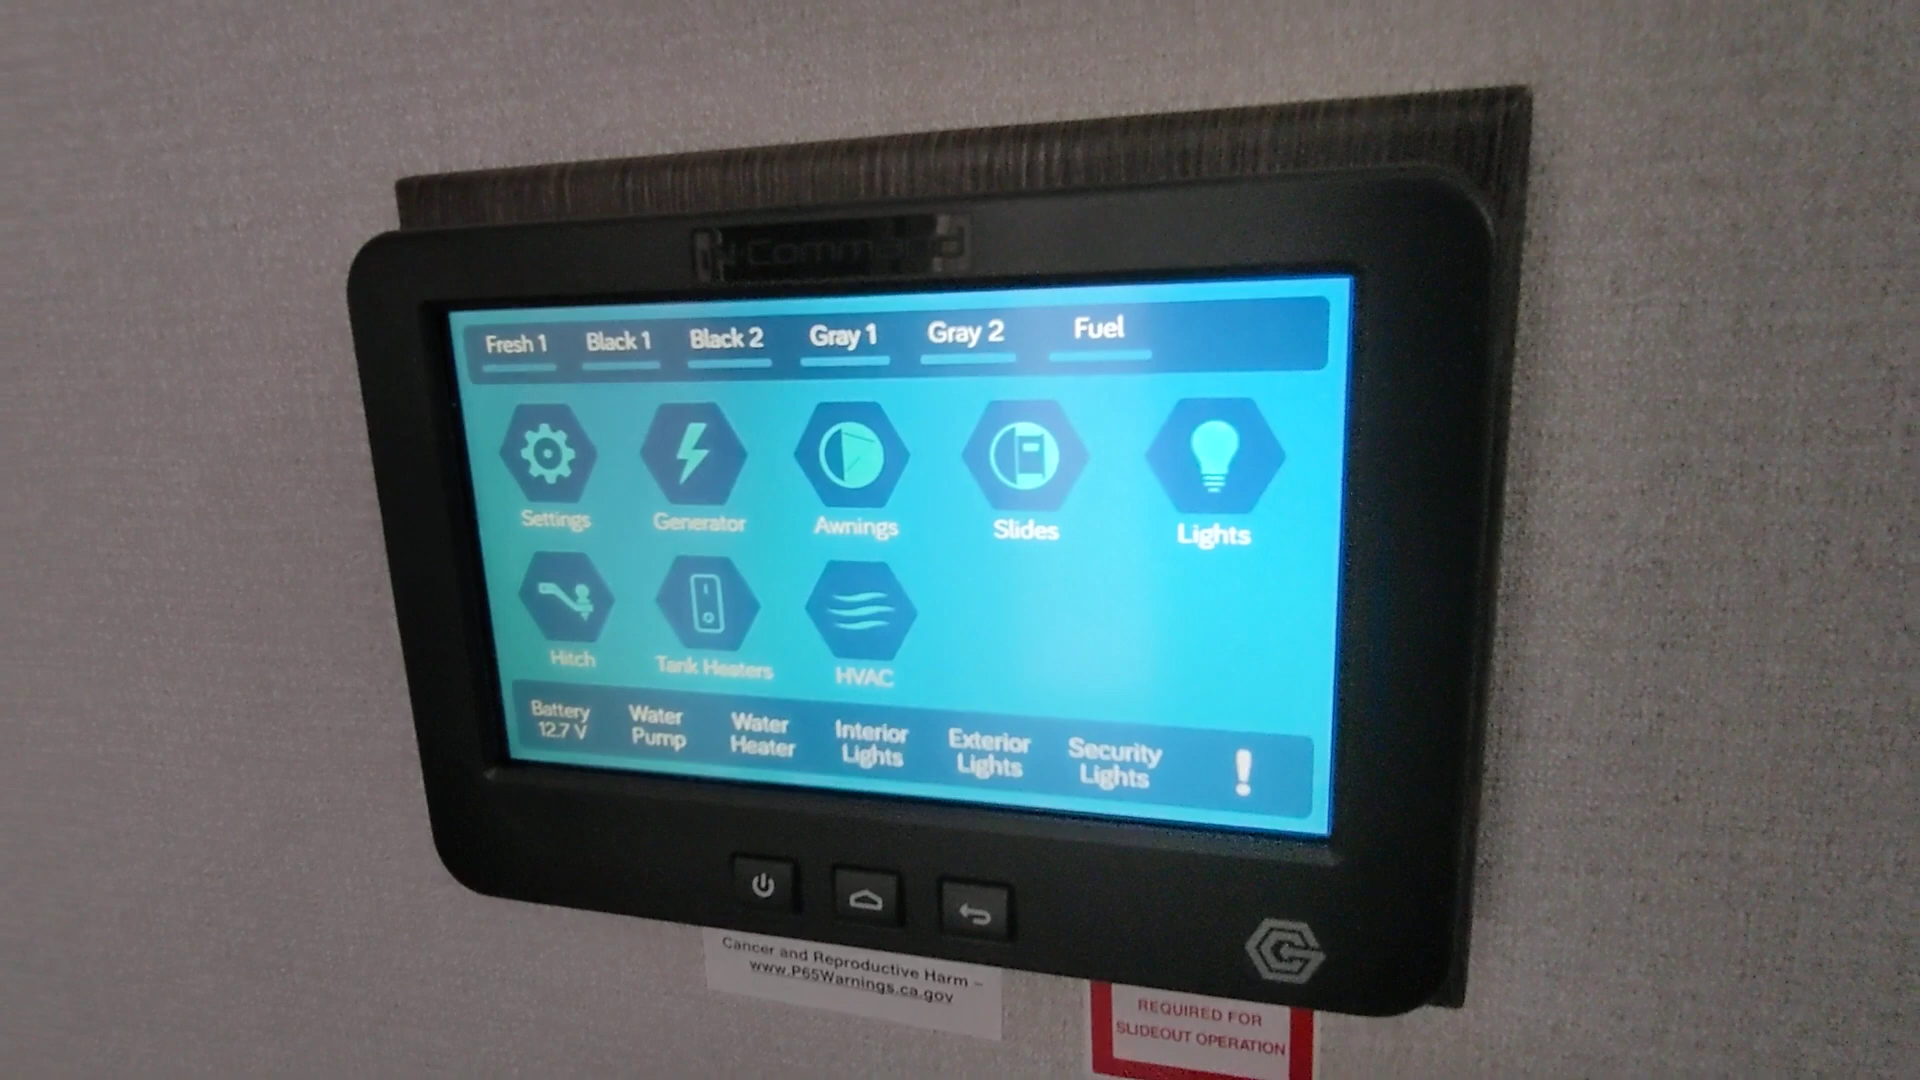 iN·Command
Fresh 1 Black 1 Black 2 Gray 1 Gray 2 Fuel
Settings Generator Awnings Slides Lights
Hitch Tank Heaters HVAC
Battery Water Water Interior Exterior Security !
12.7 V Pump Heater Lights Lights Lights
Cancer and Reproductive Harm –
www.P65Warnings.ca.gov
REQUIRED FOR
SLIDEOUT OPERATION